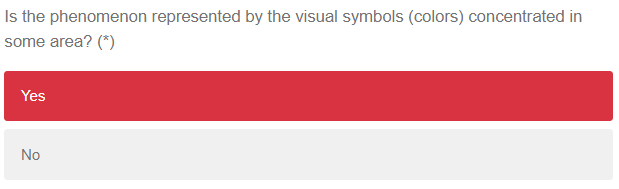 Is the phenomenon represented by the visual symbols (colors) concentrated in
some area? (*)
Yes
No